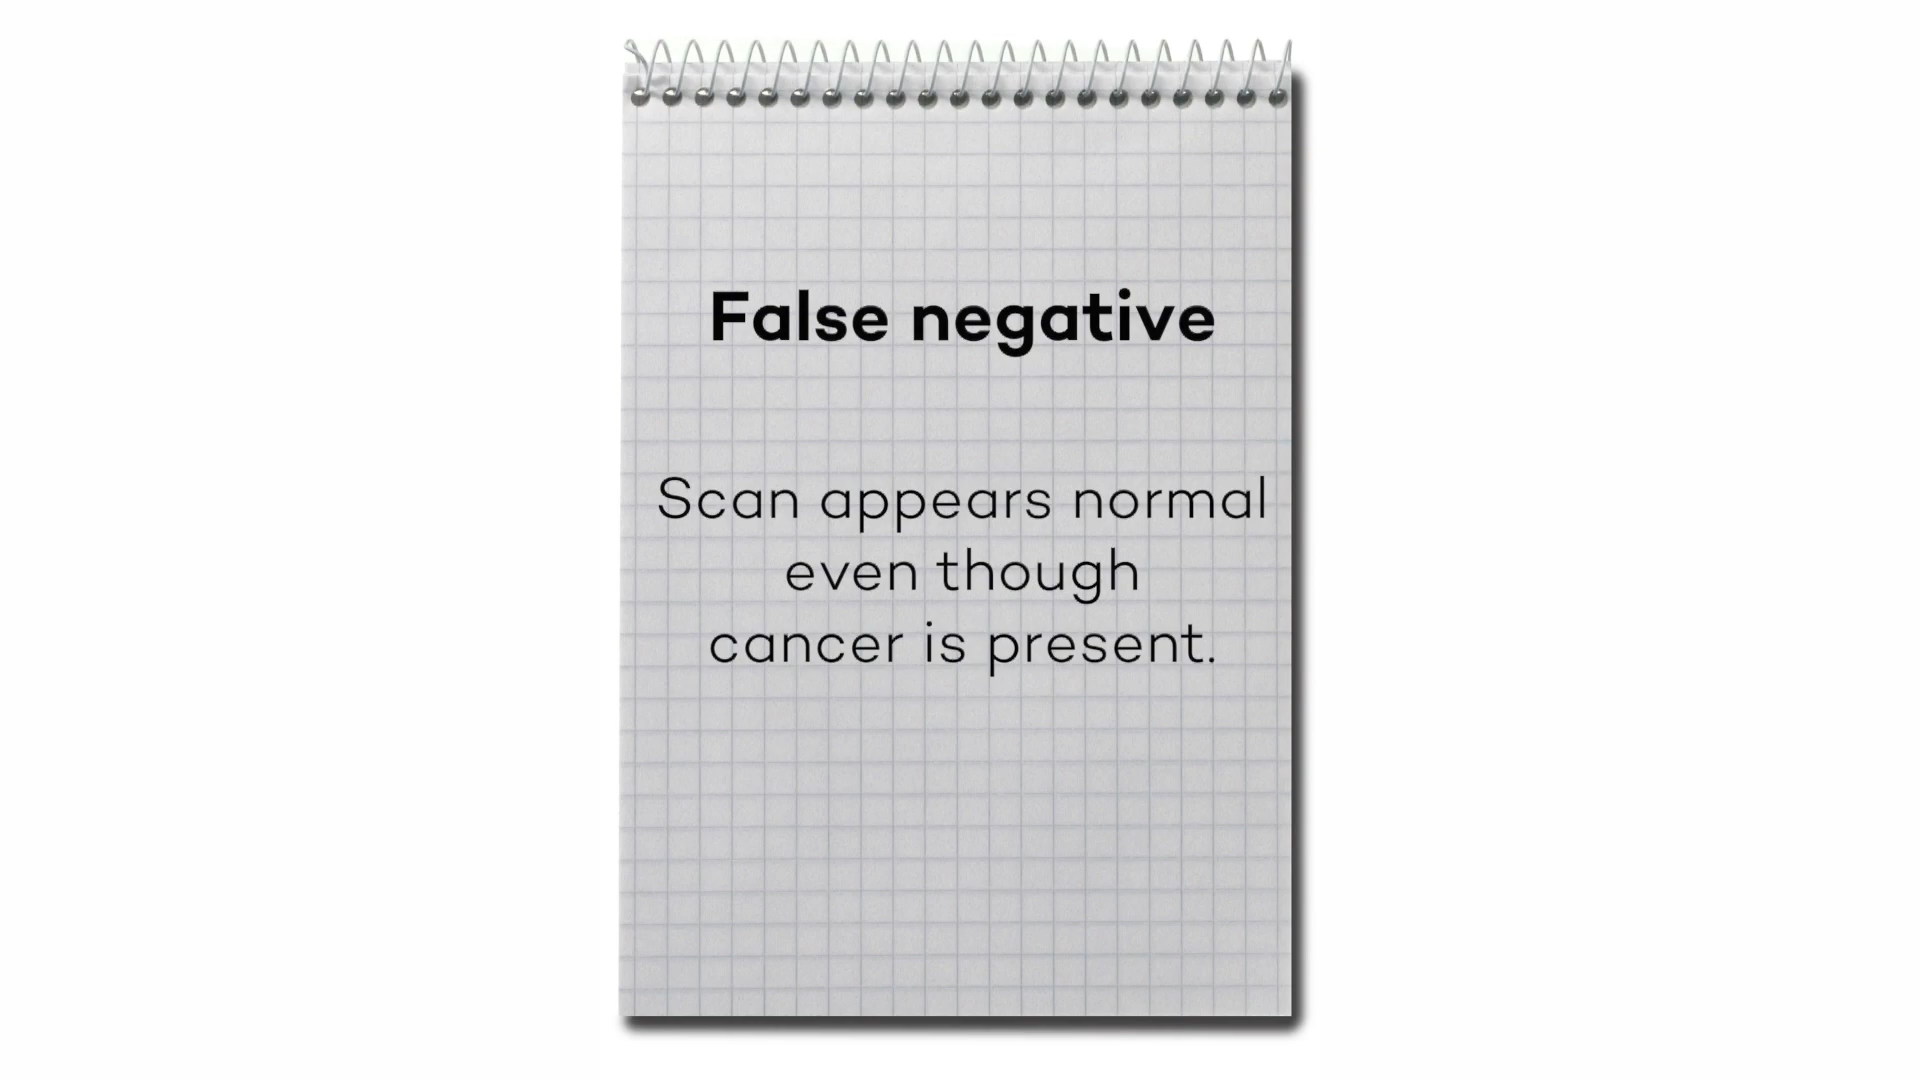 False negative
Scan appears normal
even though
cancer is present.